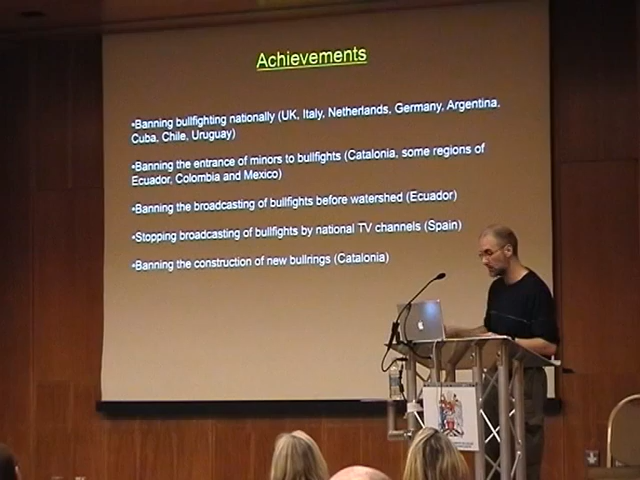 Achievements
•Banning bullfighting nationally (UK, Italy, Netherlands, Germany, Argentina,
Cuba, Chile, Uruguay)
•Banning the entrance of minors to bullfights (Catalonia, some regions of
Ecuador, Colombia and Mexico)
•Banning the broadcasting of bullfights before watershed (Ecuador)
•Stopping broadcasting of bullfights by national TV channels (Spain)
•Banning the construction of new bullrings (Catalonia)